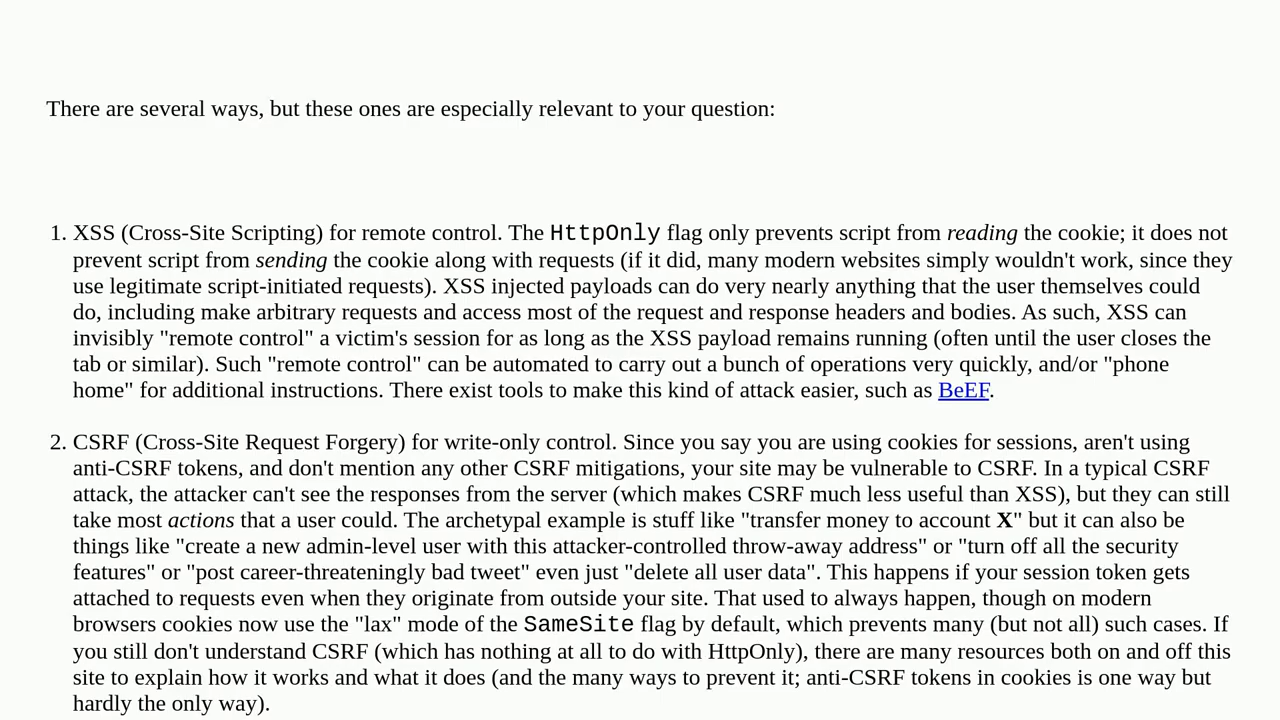 There are several ways, but these ones are especially relevant to your question:
1. XSS (Cross-Site Scripting) for remote control. The HttpOnly flag only prevents script from reading the cookie; it does not
prevent script from sending the cookie along with requests (if it did, many modern websites simply wouldn't work, since they
use legitimate script-initiated requests). XSS injected payloads can do very nearly anything that the user themselves could
do, including make arbitrary requests and access most of the request and response headers and bodies. As such, XSS can
invisibly "remote control" a victim's session for as long as the XSS payload remains running (often until the user closes the
tab or similar). Such "remote control" can be automated to carry out a bunch of operations very quickly, and/or "phone
home" for additional instructions. There exist tools to make this kind of attack easier, such as BeEF.
2. CSRF (Cross-Site Request Forgery) for write-only control. Since you say you are using cookies for sessions, aren't using
anti-CSRF tokens, and don't mention any other CSRF mitigations, your site may be vulnerable to CSRF. In a typical CSRF
attack, the attacker can't see the responses from the server (which makes CSRF much less useful than XSS), but they can still
take most actions that a user could. The archetypal example is stuff like "transfer money to account X" but it can also be
things like "create a new admin-level user with this attacker-controlled throw-away address" or "turn off all the security
features" or "post career-threateningly bad tweet" even just "delete all user data". This happens if your session token gets
attached to requests even when they originate from outside your site. That used to always happen, though on modern
browsers cookies now use the "lax" mode of the SameSite flag by default, which prevents many (but not all) such cases. If
you still don't understand CSRF (which has nothing at all to do with HttpOnly), there are many resources both on and off this
site to explain how it works and what it does (and the many ways to prevent it; anti-CSRF tokens in cookies is one way but
hardly the only way).